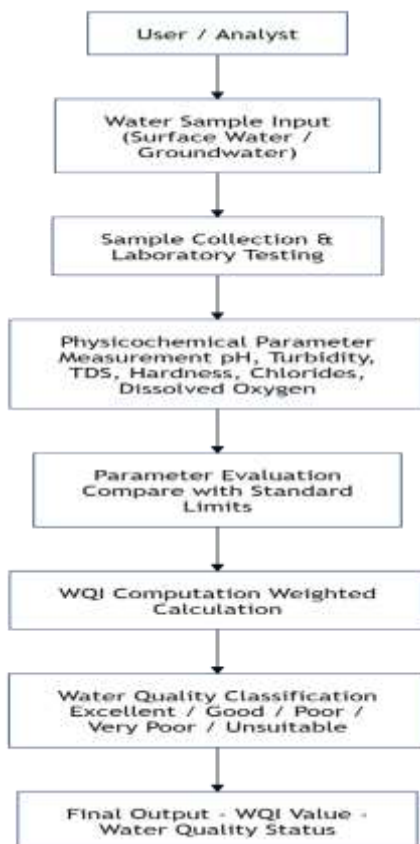 User / Analyst
Water Sample Input
(Surface Water /
Groundwater)
Sample Collection &
Laboratory Testing
Physicochemical Parameter
Measurement pH, Turbidity,
TDS, Hardness, Chlorides,
Dissolved Oxygen
Parameter Evaluation
Compare with Standard
Limits
WQI Computation Weighted
Calculation
Water Quality Classification
Excellent / Good / Poor /
Very Poor / Unsuitable
Final Output - WQI Value -
Water Quality Status